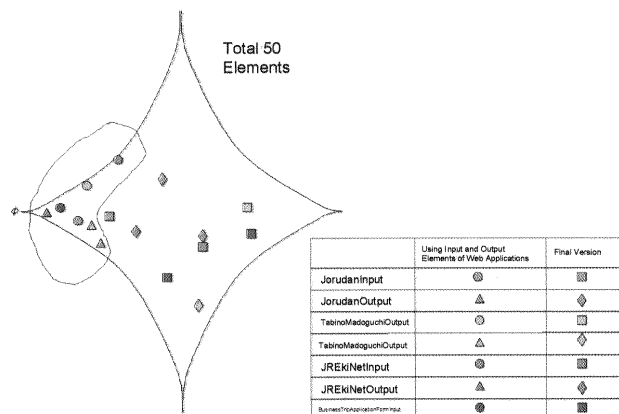 Total 50
Elements
ϕ
Using Input and Output
Elements of Web Applications
Final Version
JorudanInput
JorudanOutput
TabinoMadoguchiOutput
TabinoMadoguchiOutput
JREkiNetInput
JREkiNetOutput
BusinessTripApplicationFormInput